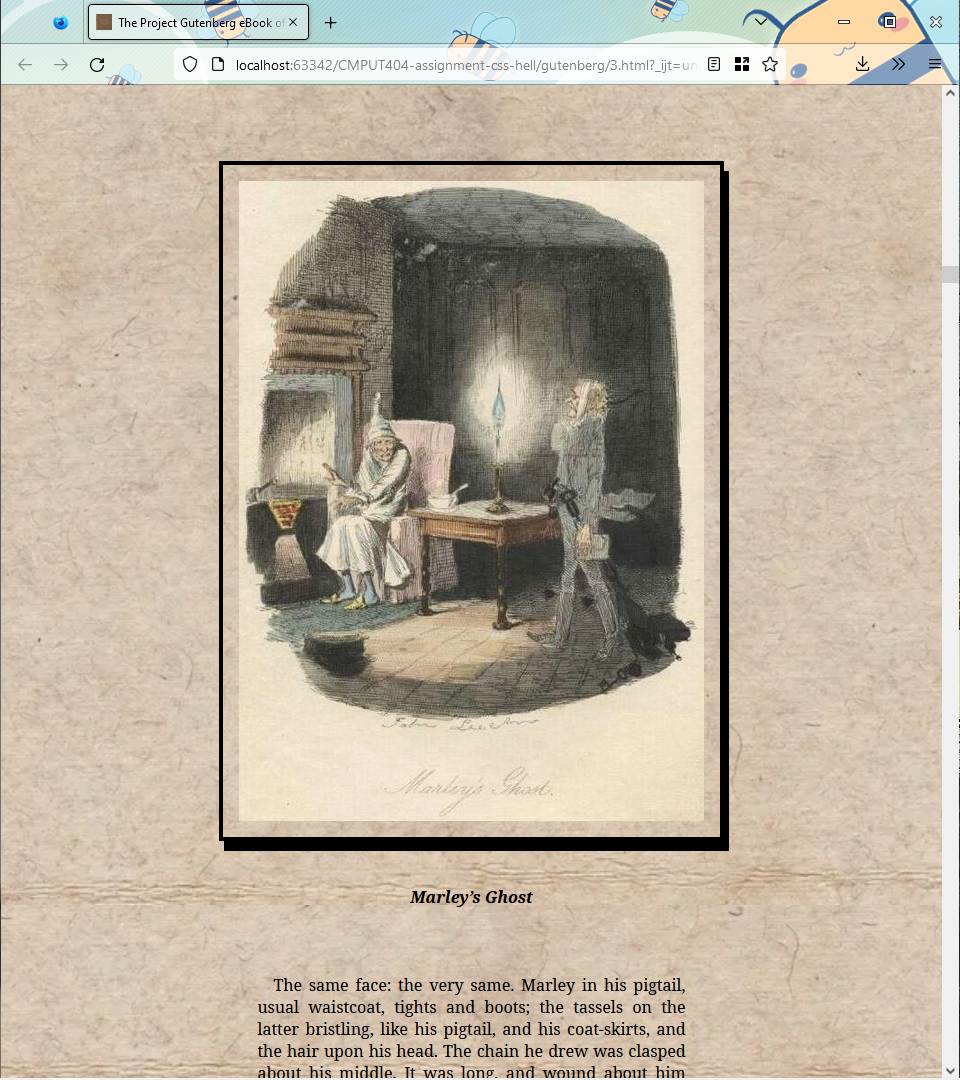 The Project Gutenberg eBook of
localhost:63342/CMPUT404-assignment-css-hell/gutenberg/3.html?_ijt=un
Marley's Ghost.
Marley’s Ghost
The same face: the very same. Marley in his pigtail,
usual waistcoat, tights and boots; the tassels on the
latter bristling, like his pigtail, and his coat-skirts, and
the hair upon his head. The chain he drew was clasped
about his middle. It was long, and wound about him